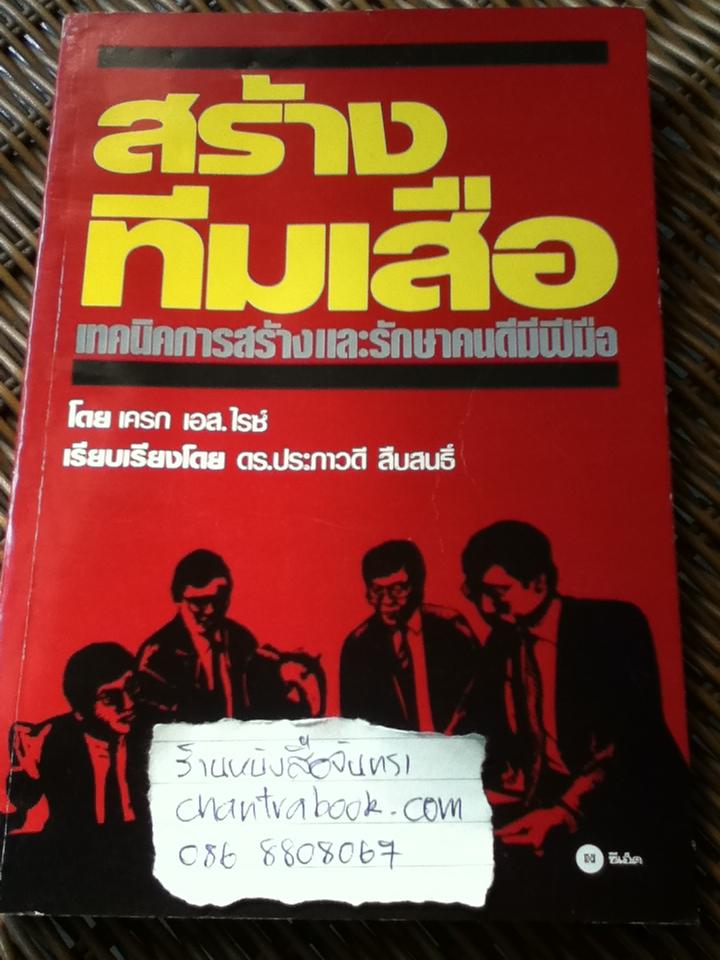 สร้าง
ทีมเสือ
เทคนิคการสร้างและรักษาคนดีมีฝีมือ
โดย เครก เอส.ไรซ์
เรียบเรียงโดย ดร.ประภาวดี สืบสนธิ์
ร้านหนังสือจันทรา
chantrabook.com
086 8808067
ซีเอ็ด